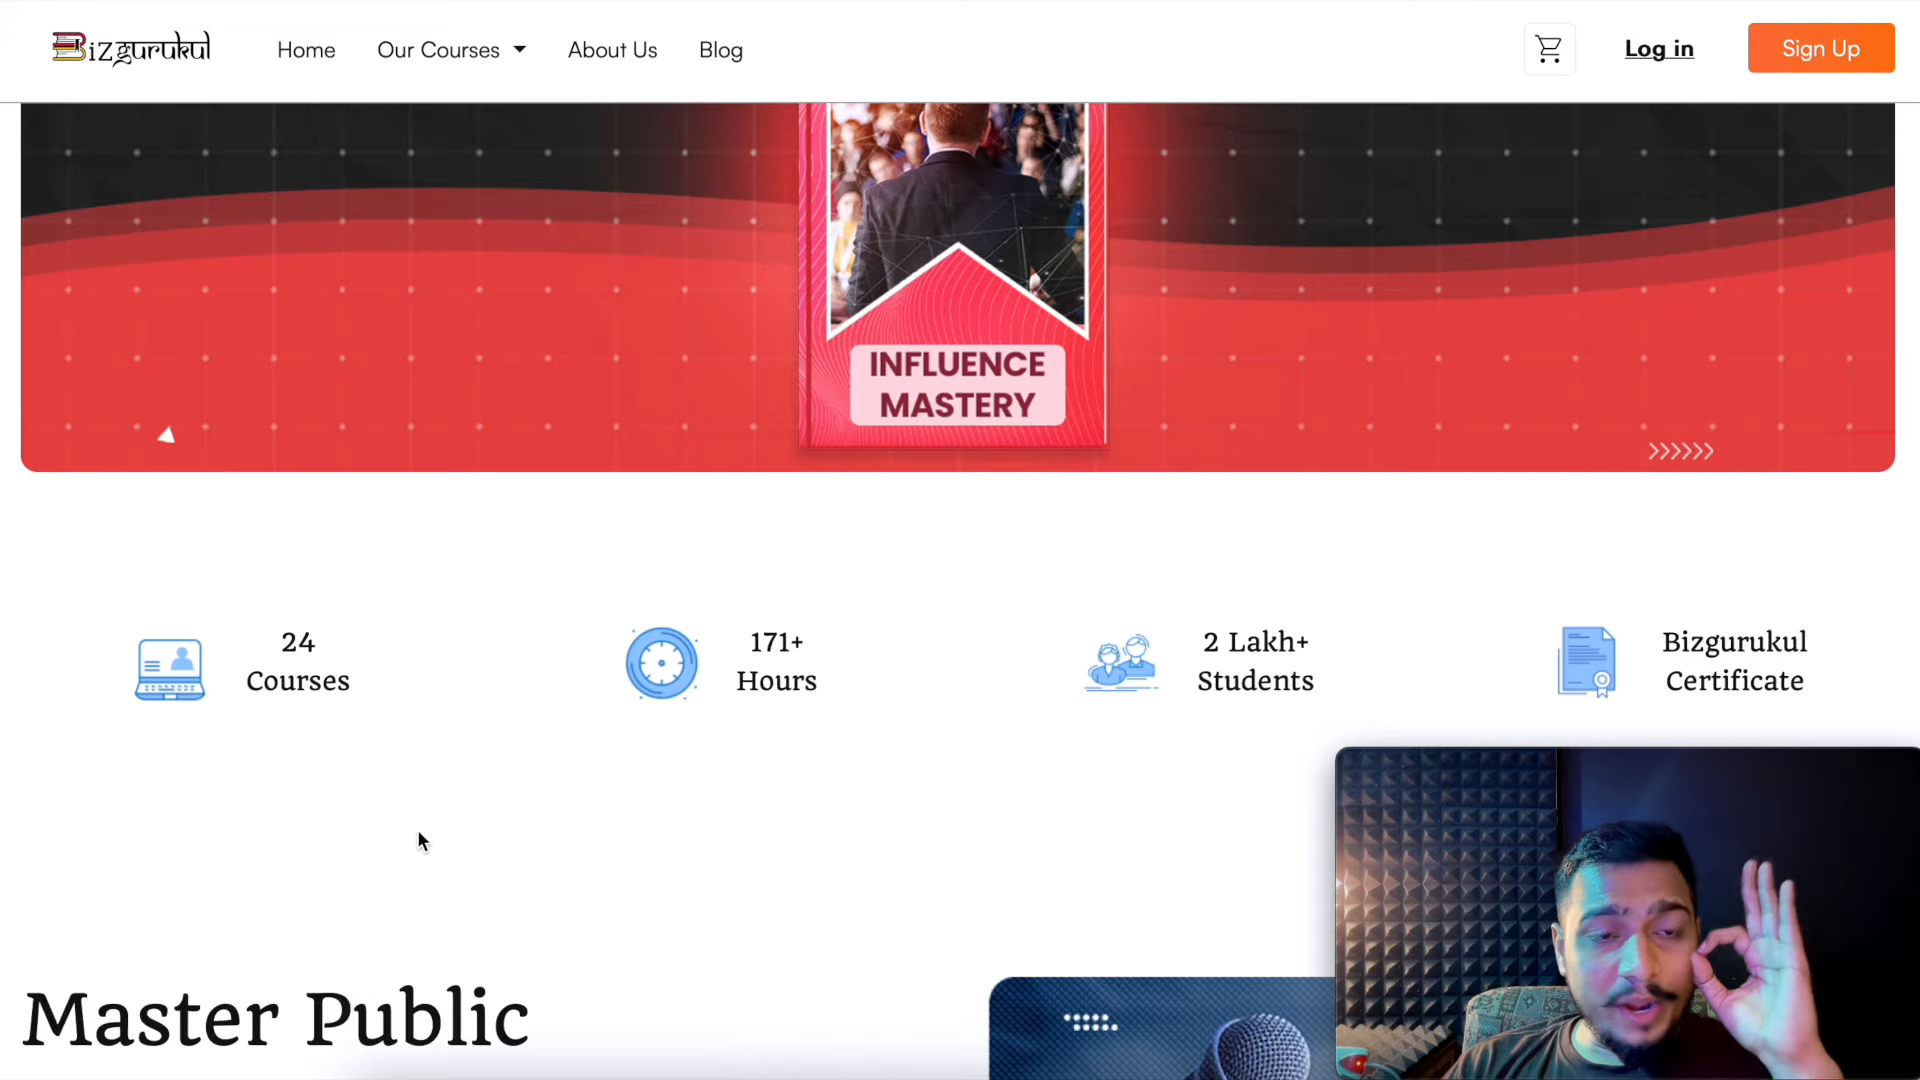 Bizgurukul
Home
Our Courses
About Us
Blog
Log in
Sign Up
INFLUENCE
MASTERY
24
Courses
171+
Hours
2 Lakh+
Students
Bizgurukul
Certificate
Master Public